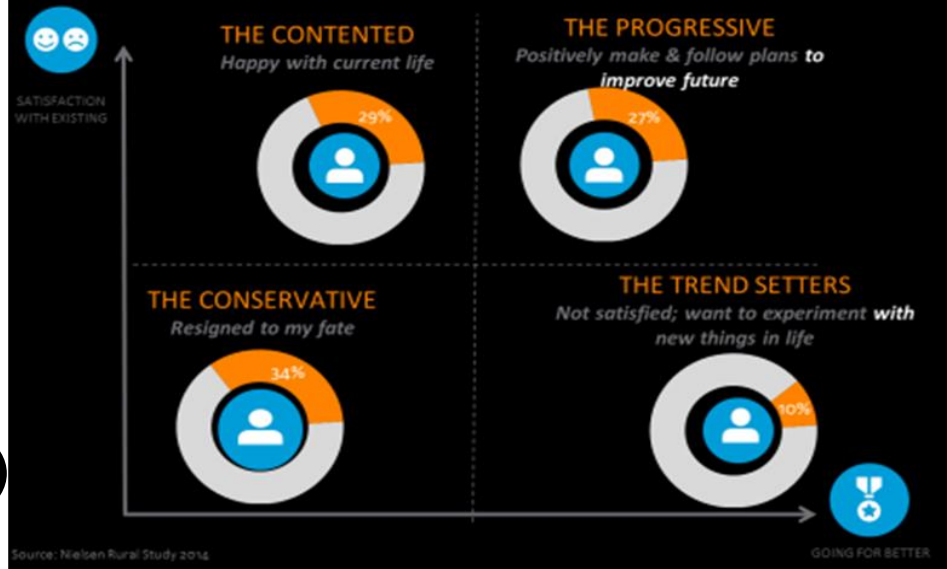 THE CONTENTED
Happy with current life
THE PROGRESSIVE
Positively make & follow plans to
improve future
SATISFACTION
WITH EXISTING
29%
27%
THE CONSERVATIVE
Resigned to my fate
THE TREND SETTERS
Not satisfied; want to experiment with
new things in life
34%
10%
Source: Nielsen Rural Study 2014
GOING FOR BETTER